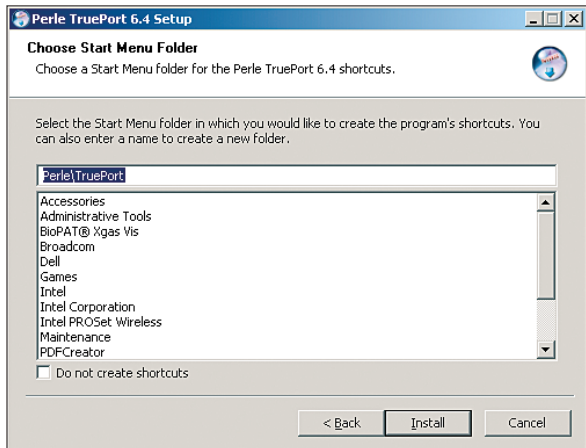 Perle TruePort 6.4 Setup
Choose Start Menu Folder
Choose a Start Menu folder for the Perle TruePort 6.4 shortcuts.
Select the Start Menu folder in which you would like to create the program's shortcuts. You
can also enter a name to create a new folder.
Perle\TruePort
Accessories
Administrative Tools
BioPAT® Xgas Vis
Broadcom
Dell
Games
Intel
Intel Corporation
Intel PROSet Wireless
Maintenance
PDFCreator
Do not create shortcuts
< Back Install Cancel